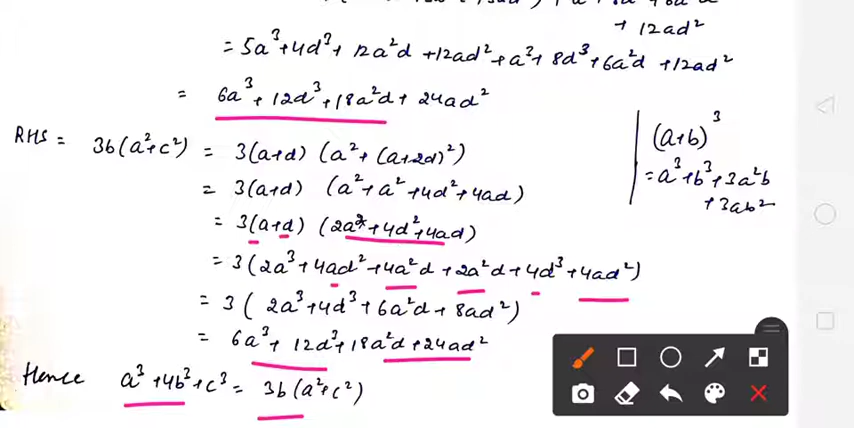 + 12ad²
= 5a³ + 4d³ + 12a²d + 12ad² + a³ + 8d³ + 6a²d + 12ad²
= 6a³ + 12d³ + 18a²d + 24ad²
RHS = 3b(a² + c²) = 3(a+d) (a² + (a+2d)²)
= 3(a+d) (a² + a² + 4d² + 4ad)
= 3(a+d) (2a² + 4d² + 4ad)
= 3(2a³ + 4ad² + 4a²d + 2a²d + 4d³ + 4ad²)
= 3( 2a³ + 4d³ + 6a²d + 8ad²)
= 6a³ + 12d³ + 18a²d + 24ad²
Hence a³ + 4b³ + c³ = 3b(a² + c²)
(a+b)³
= a³ + b³ + 3a²b
+ 3ab²